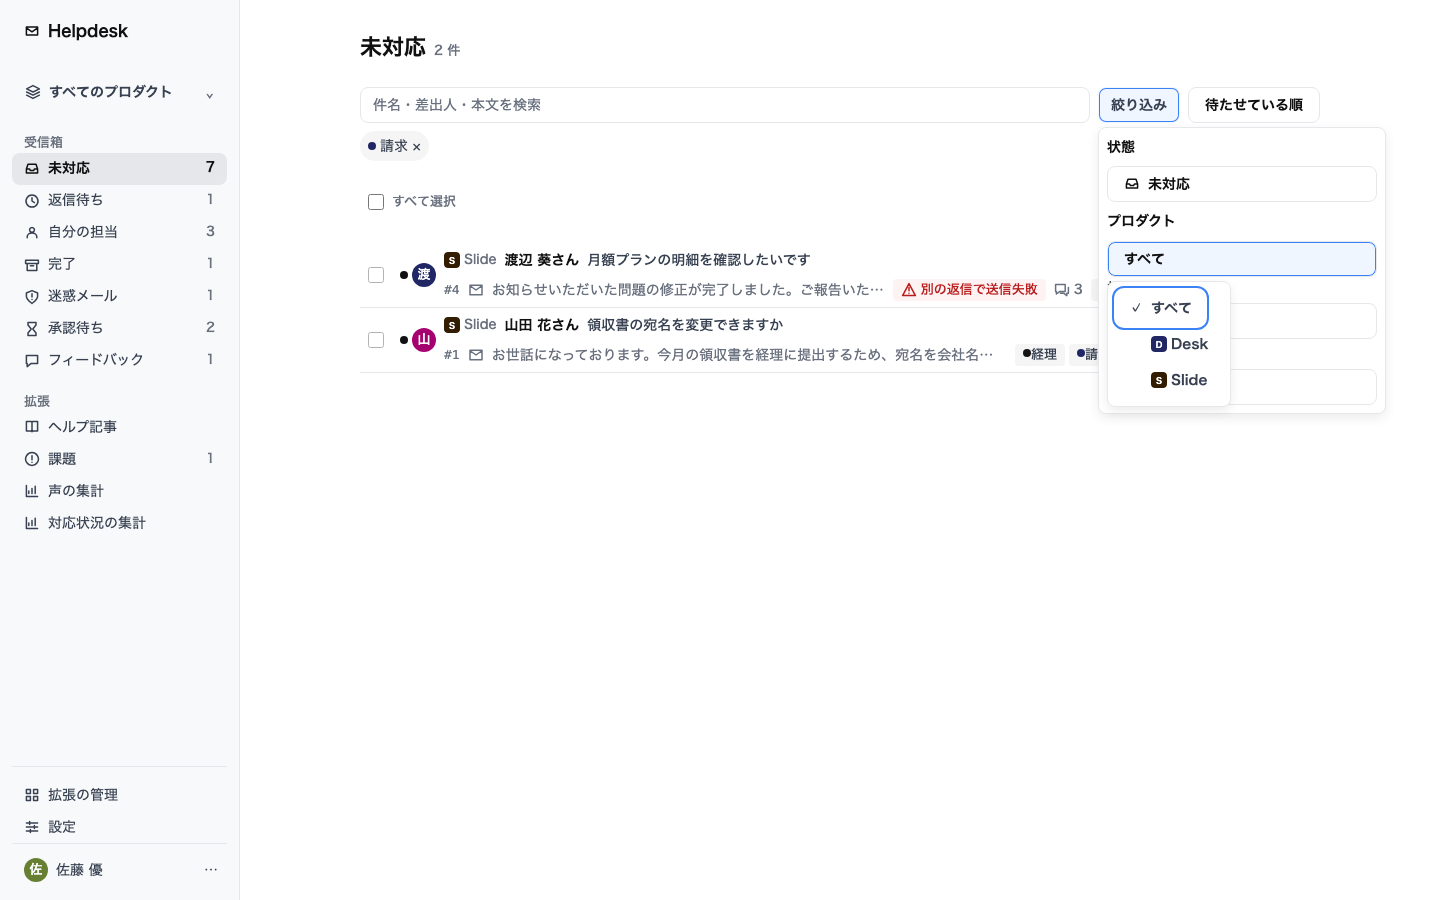 Helpdesk
すべてのプロダクト
受信箱
未対応 7
返信待ち 1
自分の担当 3
完了 1
迷惑メール 1
承認待ち 2
フィードバック 1
拡張
ヘルプ記事
課題 1
声の集計
対応状況の集計
拡張の管理
設定
佐 佐藤 優 …
未対応 2 件
件名・差出人・本文を検索 絞り込み 待たせている順
請求 ×
すべて選択
渡 S Slide 渡辺 葵さん 月額プランの明細を確認したいです
#4 お知らせいただいた問題の修正が完了しました。ご報告いた… 別の返信で送信失敗 3
山 S Slide 山田 花さん 領収書の宛名を変更できますか
#1 お世話になっております。今月の領収書を経理に提出するため、宛名を会社名… 経理 請
状態
未対応
プロダクト
すべて
✓ すべて
D Desk
S Slide